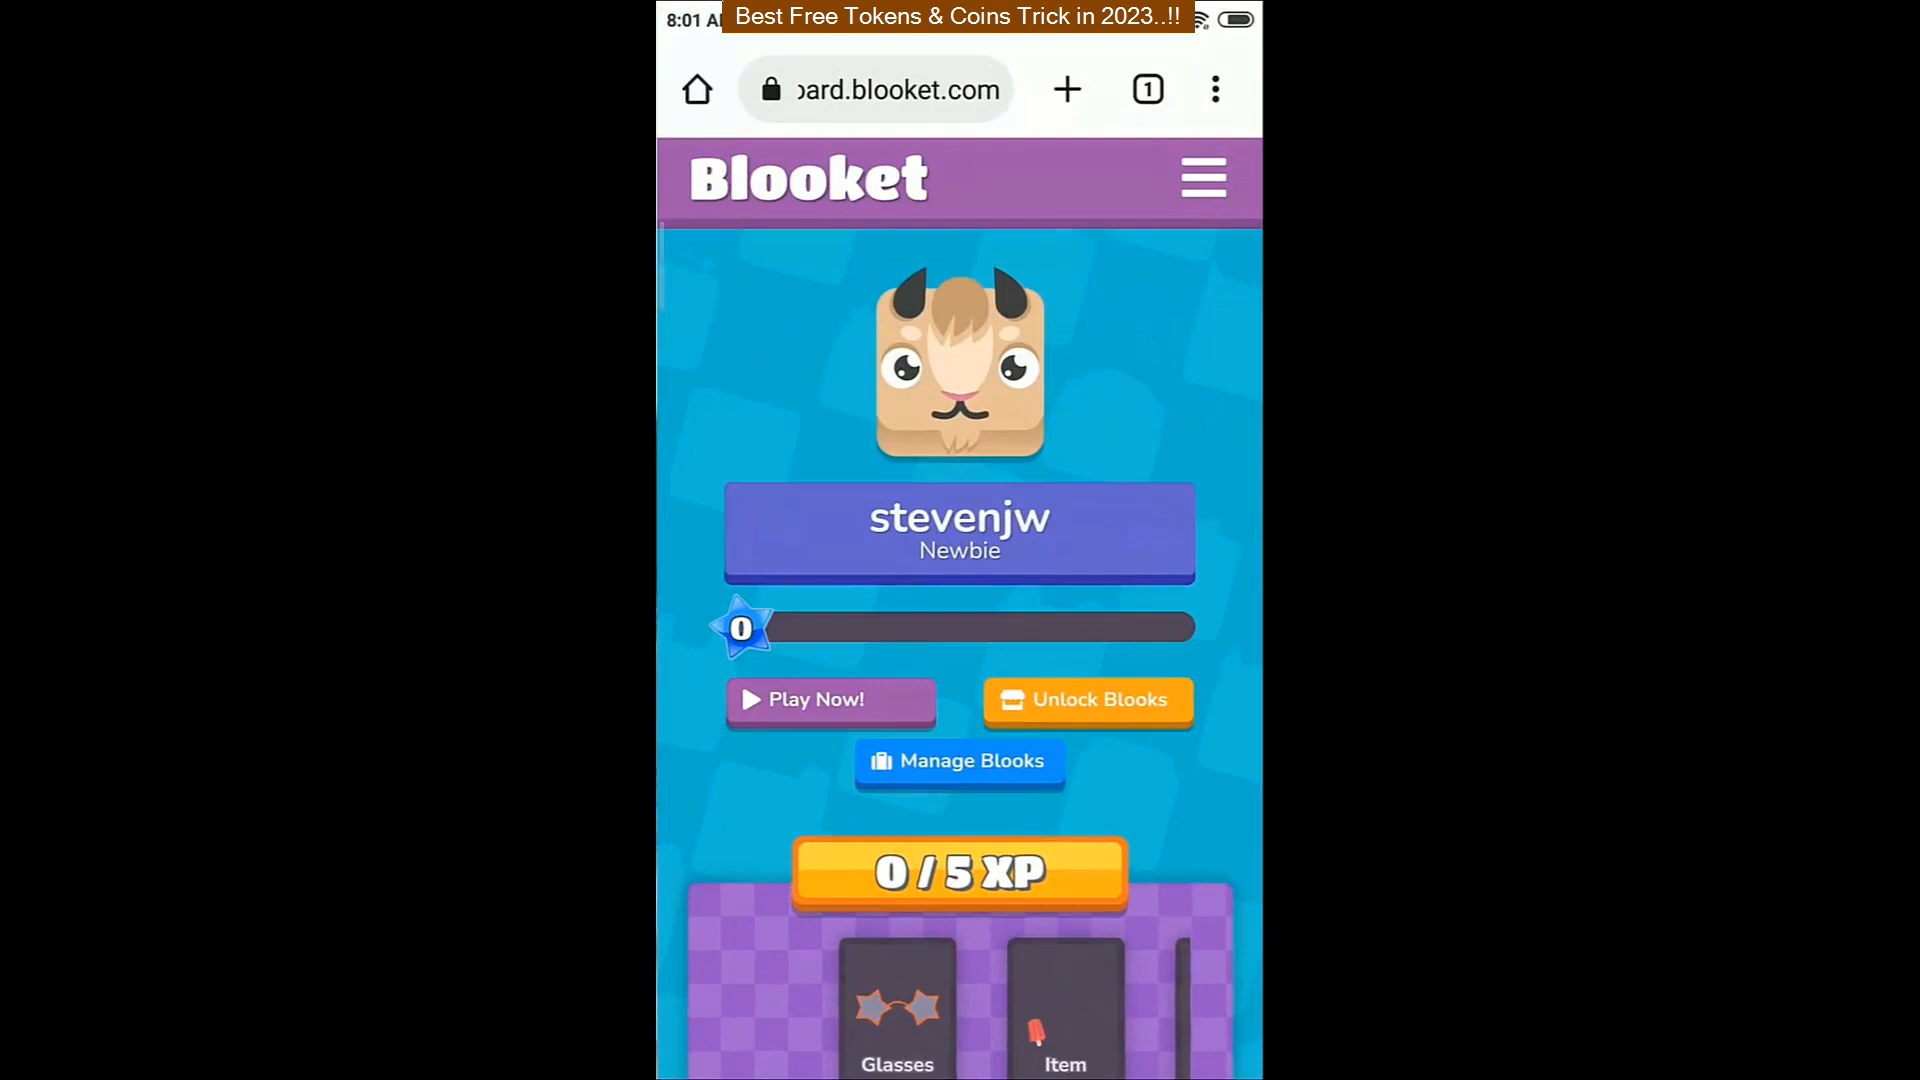 Best Free Tokens & Coins Trick in 2023..!!
8:01 A
oard.blooket.com
1
Blooket
stevenjw
Newbie
0
Play Now!
Unlock Blooks
Manage Blooks
0 / 5 XP
Glasses
Item